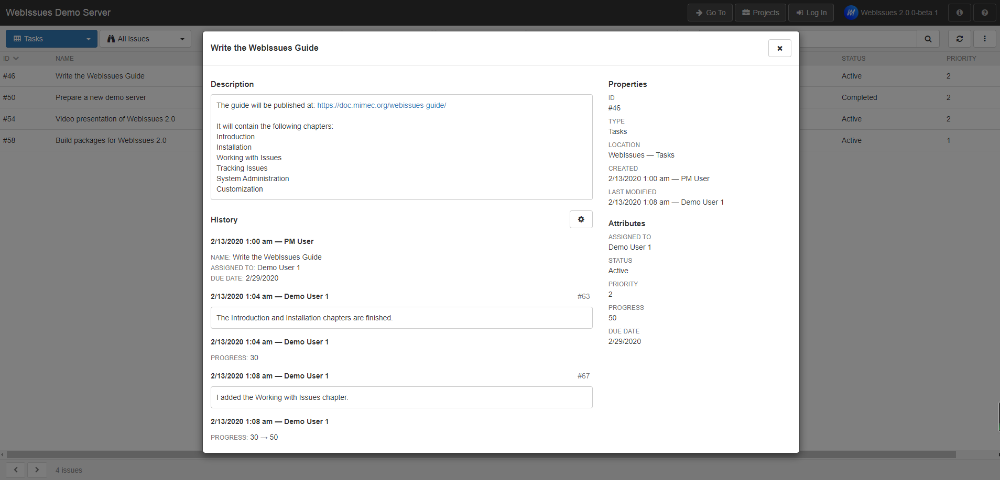 WebIssues Demo Server
Go To
Projects
Log In
WebIssues 2.0.0-beta.1
Tasks
All Issues
ID
NAME
STATUS
PRIORITY
#46
Write the WebIssues Guide
Active
2
#50
Prepare a new demo server
Completed
2
#54
Video presentation of WebIssues 2.0
Active
2
#58
Build packages for WebIssues 2.0
Active
1
Write the WebIssues Guide
Description
The guide will be published at: https://doc.mimec.org/webissues-guide/
It will contain the following chapters:
Introduction
Installation
Working with Issues
Tracking Issues
System Administration
Customization
History
2/13/2020 1:00 am — PM User
NAME: Write the WebIssues Guide
ASSIGNED TO: Demo User 1
DUE DATE: 2/29/2020
2/13/2020 1:04 am — Demo User 1
#63
The Introduction and Installation chapters are finished.
2/13/2020 1:04 am — Demo User 1
PROGRESS: 30
2/13/2020 1:08 am — Demo User 1
#67
I added the Working with Issues chapter.
2/13/2020 1:08 am — Demo User 1
PROGRESS: 30 → 50
Properties
ID
#46
TYPE
Tasks
LOCATION
WebIssues — Tasks
CREATED
2/13/2020 1:00 am — PM User
LAST MODIFIED
2/13/2020 1:08 am — Demo User 1
Attributes
ASSIGNED TO
Demo User 1
STATUS
Active
PRIORITY
2
PROGRESS
50
DUE DATE
2/29/2020
4 issues